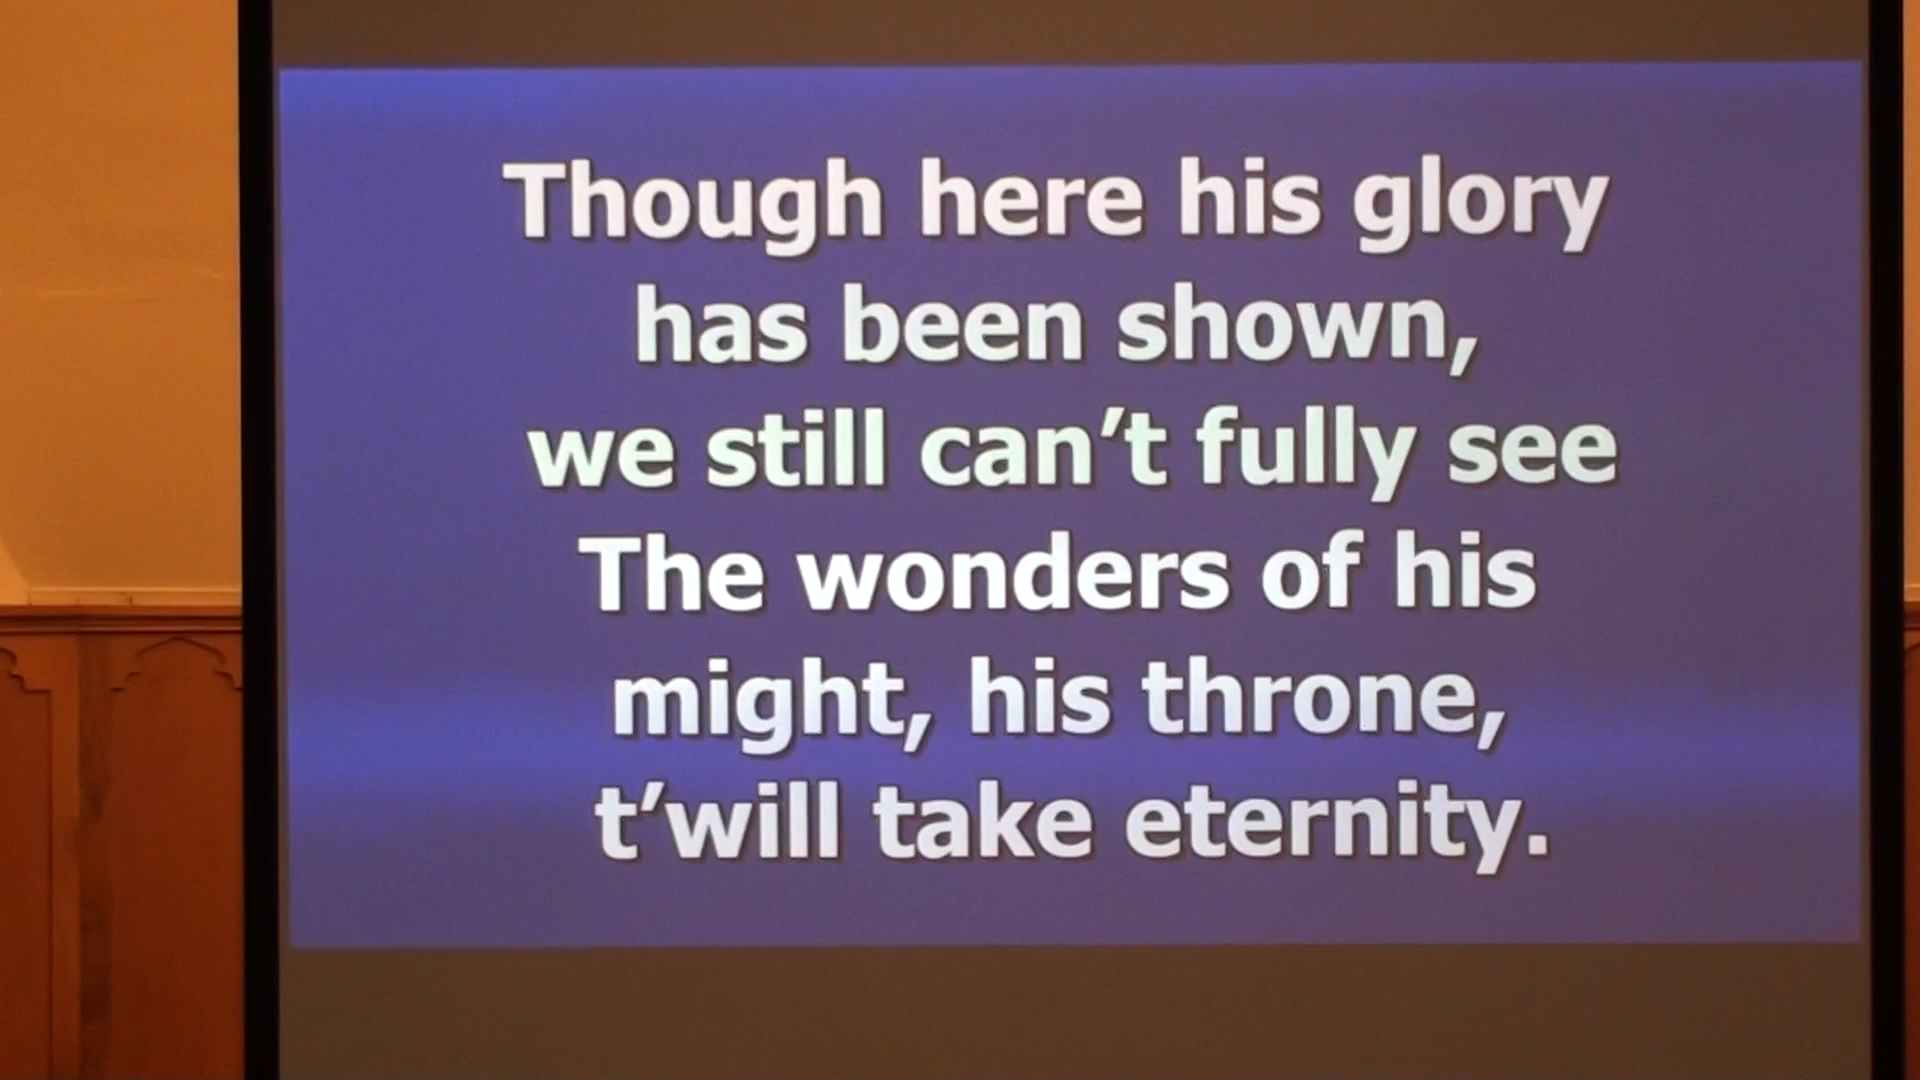 Though here his glory
has been shown,
we still can’t fully see
The wonders of his
might, his throne,
t’will take eternity.